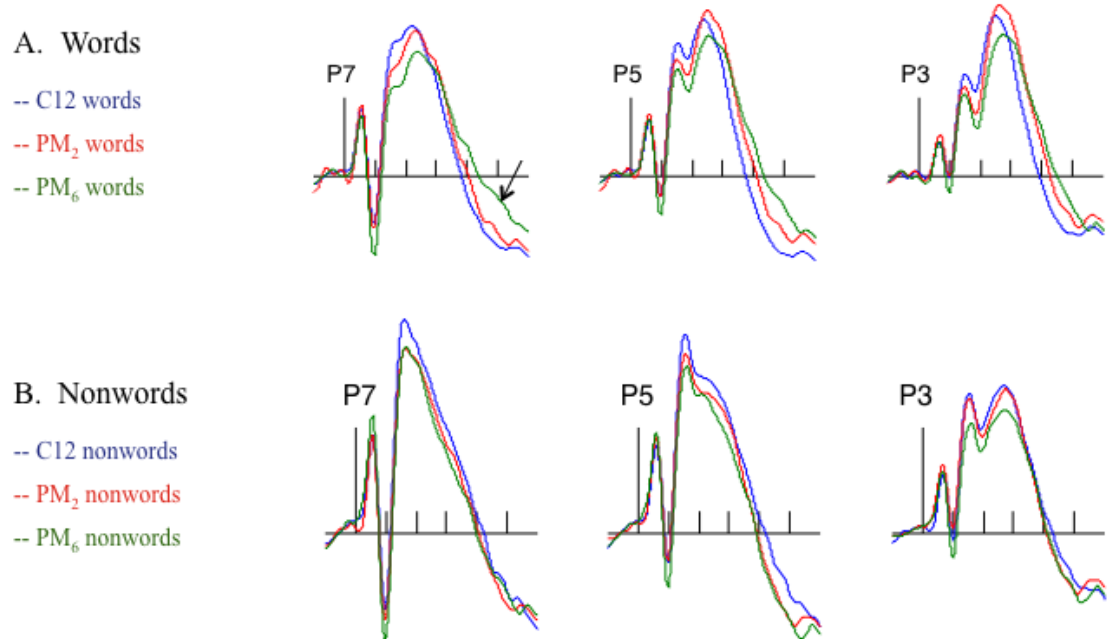 A. Words
-- C12 words
-- PM₂ words
-- PM₆ words
P7
P5
P3
B. Nonwords
-- C12 nonwords
-- PM₂ nonwords
-- PM₆ nonwords
P7
P5
P3